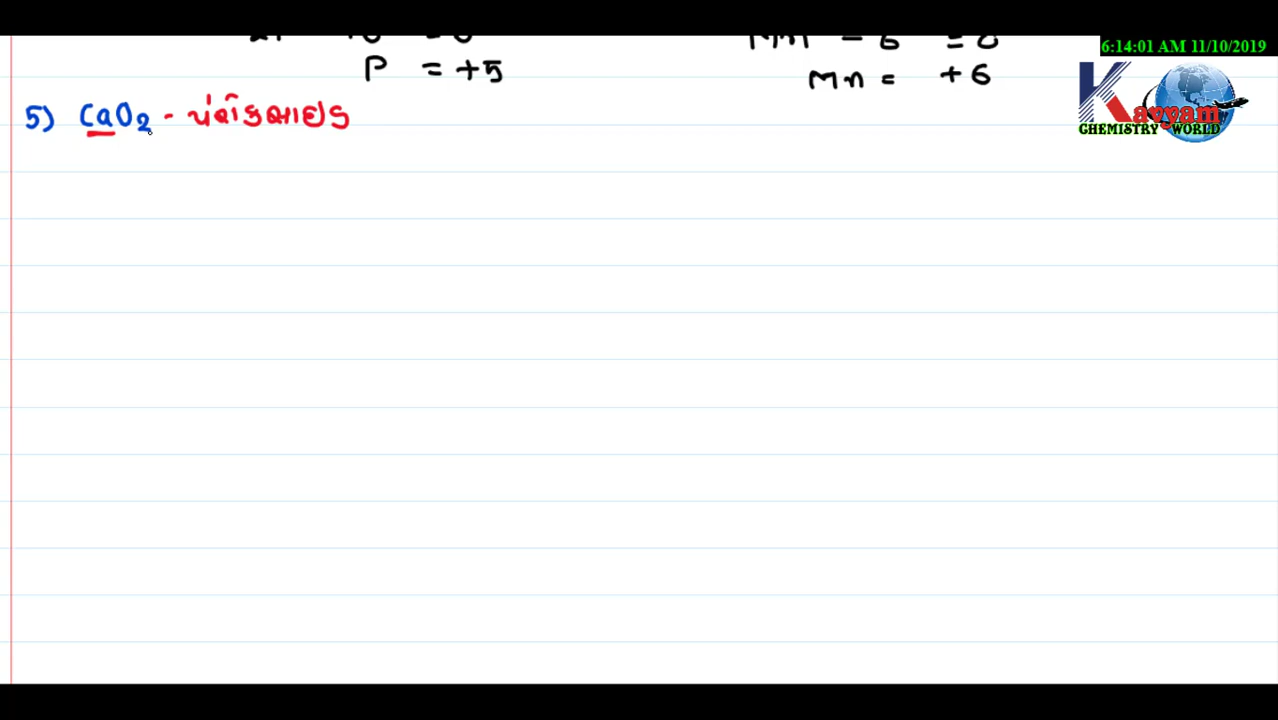 P = +5
Mn = +6
6:14:01 AM 11/10/2019
5) CaO2 - પેરોક્સાઇડ
Kavyam
CHEMISTRY WORLD